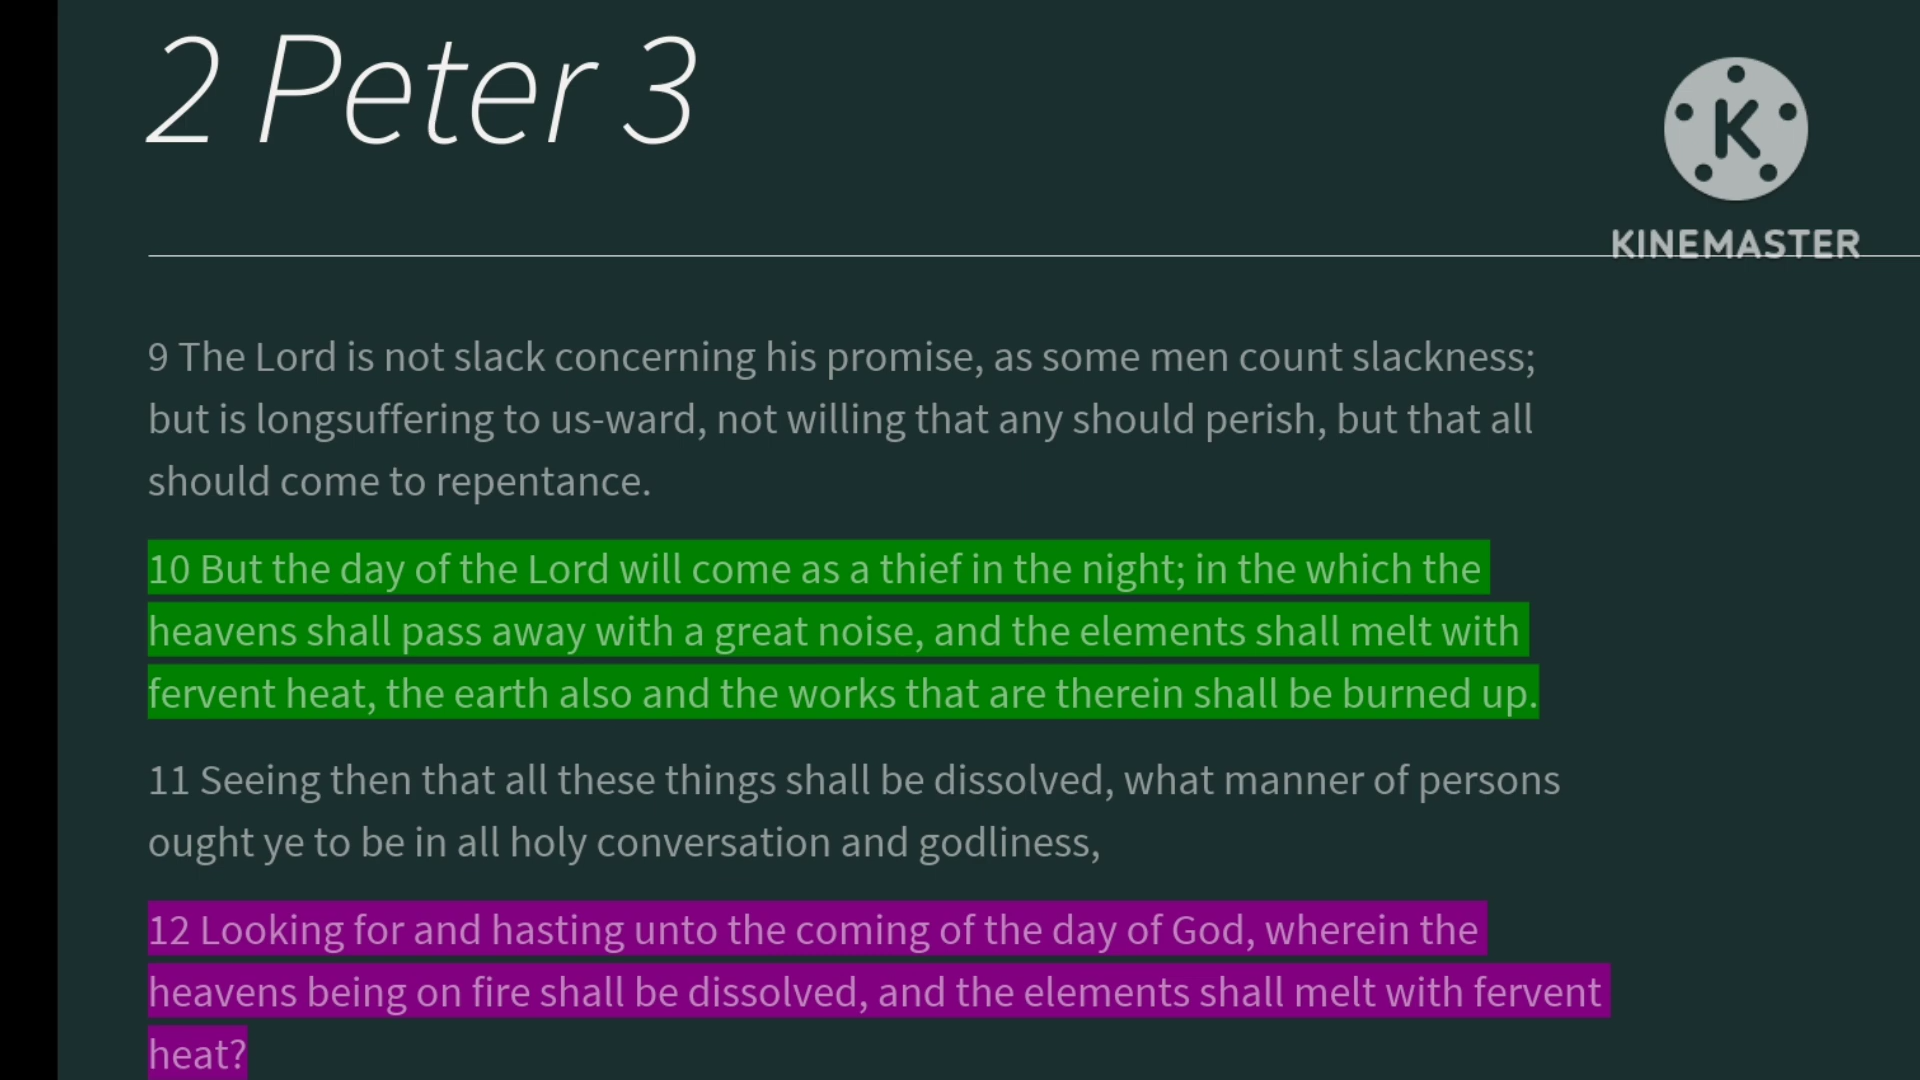 2 Peter 3
K
KINEMASTER
9 The Lord is not slack concerning his promise, as some men count slackness;
but is longsuffering to us-ward, not willing that any should perish, but that all
should come to repentance.
10 But the day of the Lord will come as a thief in the night; in the which the
heavens shall pass away with a great noise, and the elements shall melt with
fervent heat, the earth also and the works that are therein shall be burned up.
11 Seeing then that all these things shall be dissolved, what manner of persons
ought ye to be in all holy conversation and godliness,
12 Looking for and hasting unto the coming of the day of God, wherein the
heavens being on fire shall be dissolved, and the elements shall melt with fervent
heat?